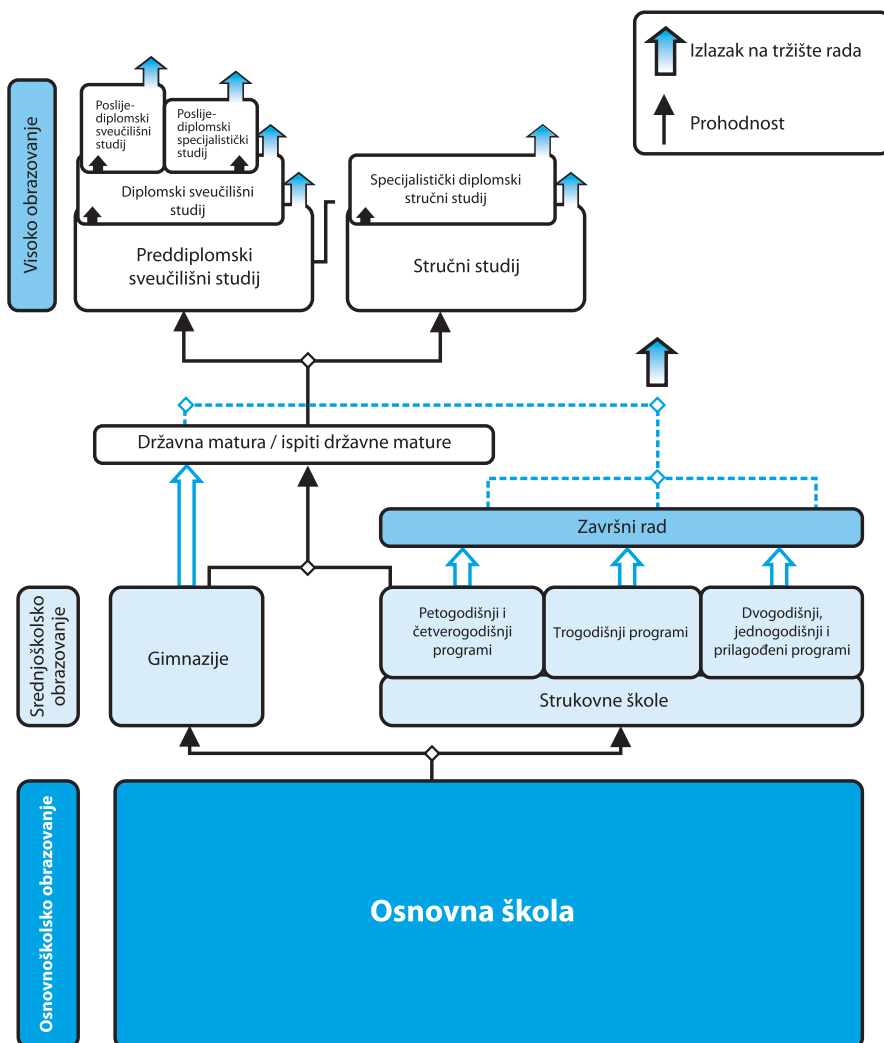 Izlazak na tržište rada
Prohodnost
Visoko obrazovanje
Poslije-
diplomski
sveučilišni
studij
Poslije-
diplomski
specijalistički
studij
Diplomski sveučilišni
studij
Preddiplomski
sveučilišni studij
Specijalistički diplomski
stručni studij
Stručni studij
Državna matura / ispiti državne mature
Završni rad
Srednjoškolsko
obrazovanje
Gimnazije
Petogodišnji i
četverogodišnji
programi
Trogodišnji programi
Dvogodišnji,
jednogodišnji i
prilagođeni programi
Strukovne škole
Osnovnoškolsko obrazovanje
Osnovna škola